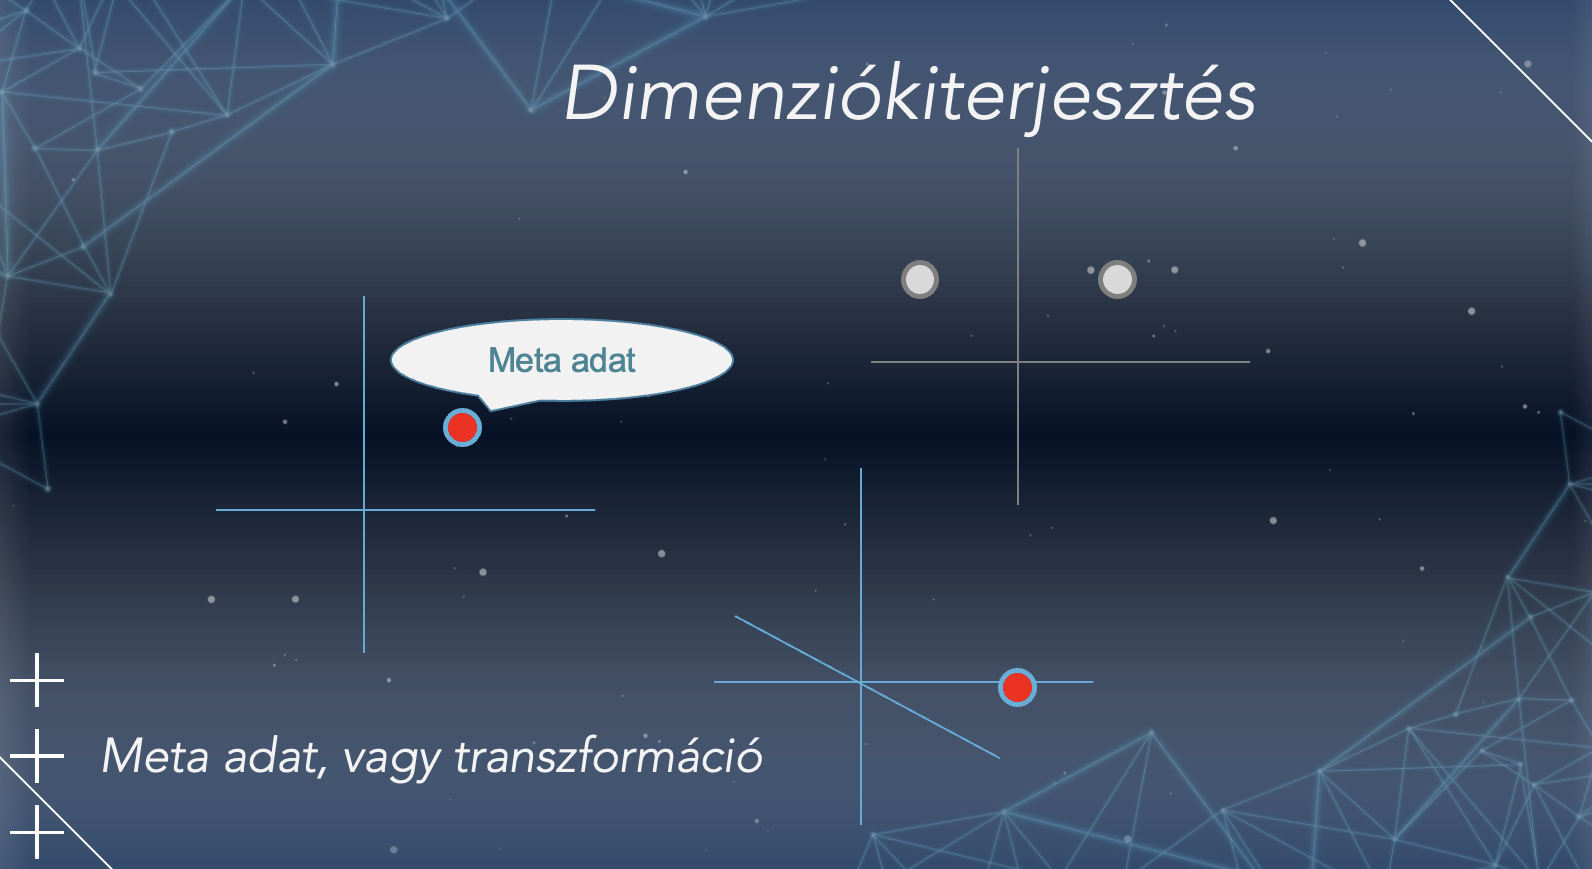 Dimenziókiterjesztés
Meta adat
Meta adat, vagy transzformáció